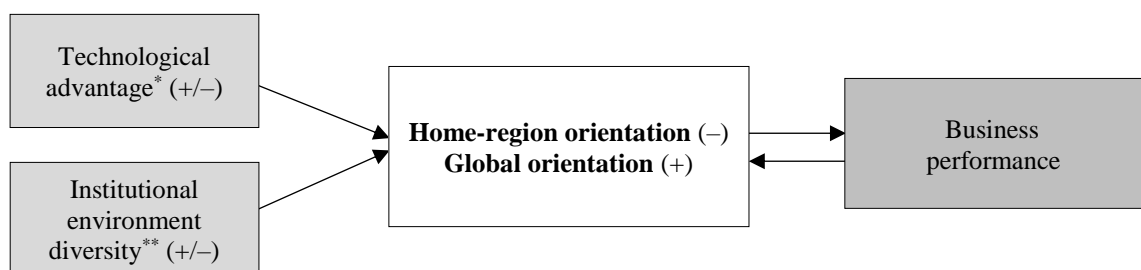 Technological
advantage* (+/–)
Institutional
environment
diversity** (+/–)
Home-region orientation (–)
Global orientation (+)
Business
performance